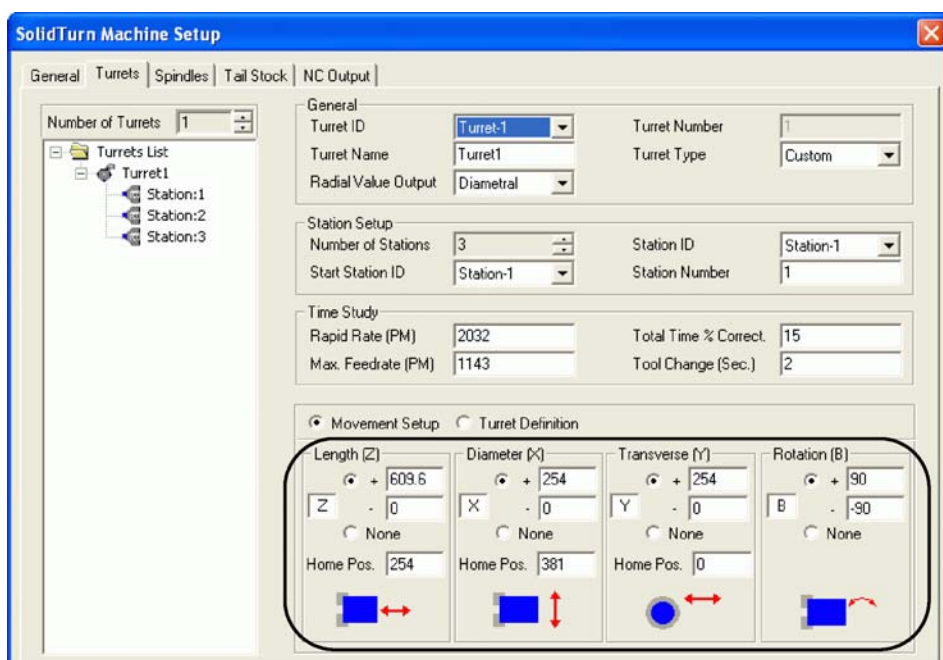 SolidTurn Machine Setup
General Turrets Spindles Tail Stock NC Output
Number of Turrets 1
Turrets List
Turret1
Station:1
Station:2
Station:3
General
Turret ID Turret-1 Turret Number 1
Turret Name Turret1 Turret Type Custom
Radial Value Output Diametral
Station Setup
Number of Stations 3 Station ID Station-1
Start Station ID Station-1 Station Number 1
Time Study
Rapid Rate (PM) 2032 Total Time % Correct. 15
Max. Feedrate (PM) 1143 Tool Change (Sec.) 2
Movement Setup Turret Definition
Length (Z) Diameter (X) Transverse (Y) Rotation (B)
+ 609.6 + 254 + 254 + 90
Z - 0 X - 0 Y - 0 B - -90
None None None None
Home Pos. 254 Home Pos. 381 Home Pos. 0